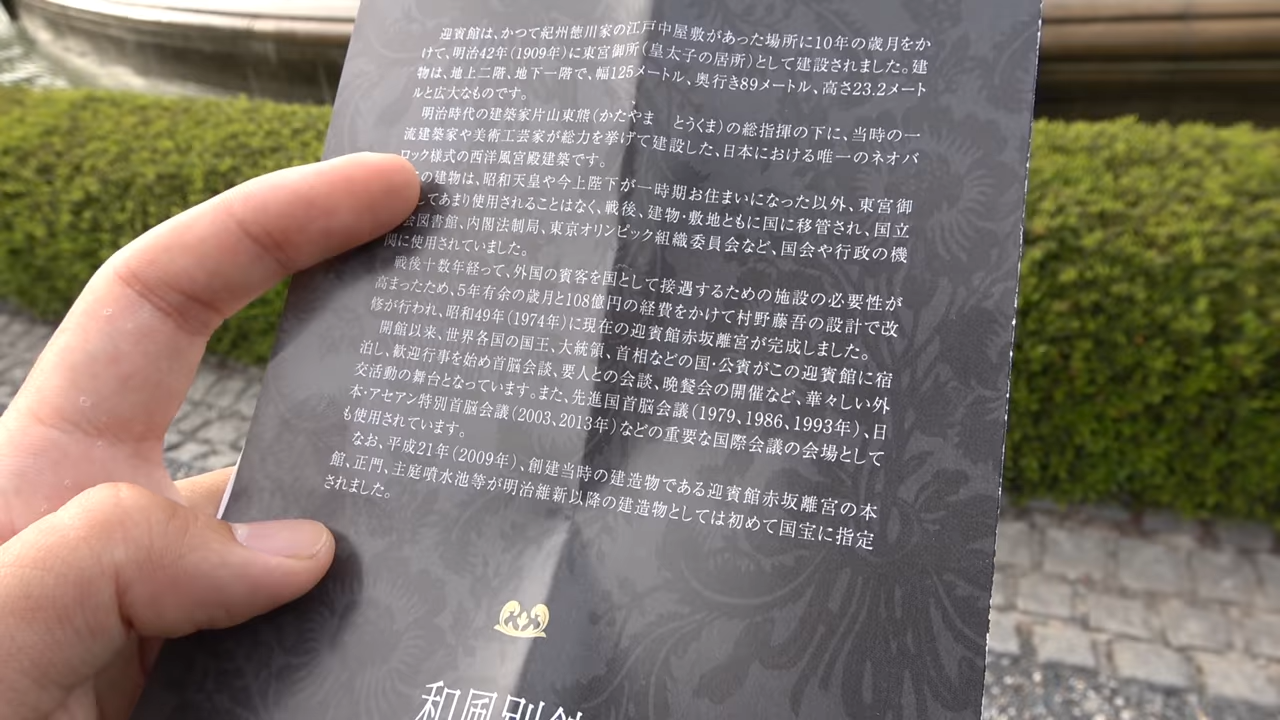 迎賓館は、かつて紀州徳川家の江戸中屋敷があった場所に10年の歳月をか
けて、明治42年(1909年)に東宮御所(皇太子の居所)として建設されました。建
物は、地上二階、地下一階で、幅125メートル、奥行き89メートル、高さ23.2メート
ルと広大なものです。
明治時代の建築家片山東熊(かたやま　とうくま)の総指揮の下に、当時の一
流建築家や美術工芸家が総力を挙げて建設した、日本における唯一のネオバ
ロック様式の西洋風宮殿建築です。
の建物は、昭和天皇や今上陛下が一時期お住まいになった以外、東宮御
してあまり使用されることはなく、戦後、建物・敷地ともに国に移管され、国立
会図書館、内閣法制局、東京オリンピック組織委員会など、国会や行政の機
関に使用されていました。
戦後十数年経って、外国の賓客を国として接遇するための施設の必要性が
高まったため、5年有余の歳月と108億円の経費をかけて村野藤吾の設計で改
修が行われ、昭和49年(1974年)に現在の迎賓館赤坂離宮が完成しました。
開館以来、世界各国の国王、大統領、首相などの国・公賓がこの迎賓館に宿
泊し、歓迎行事を始め首脳会談、要人との会談、晩餐会の開催など、華々しい外
交活動の舞台となっています。また、先進国首脳会議(1979、1986、1993年)、日
本・アセアン特別首脳会議(2003、2013年)などの重要な国際会議の会場として
も使用されています。
なお、平成21年(2009年)、創建当時の建造物である迎賓館赤坂離宮の本
館、正門、主庭噴水池等が明治維新以降の建造物としては初めて国宝に指定
されました。
和風別館